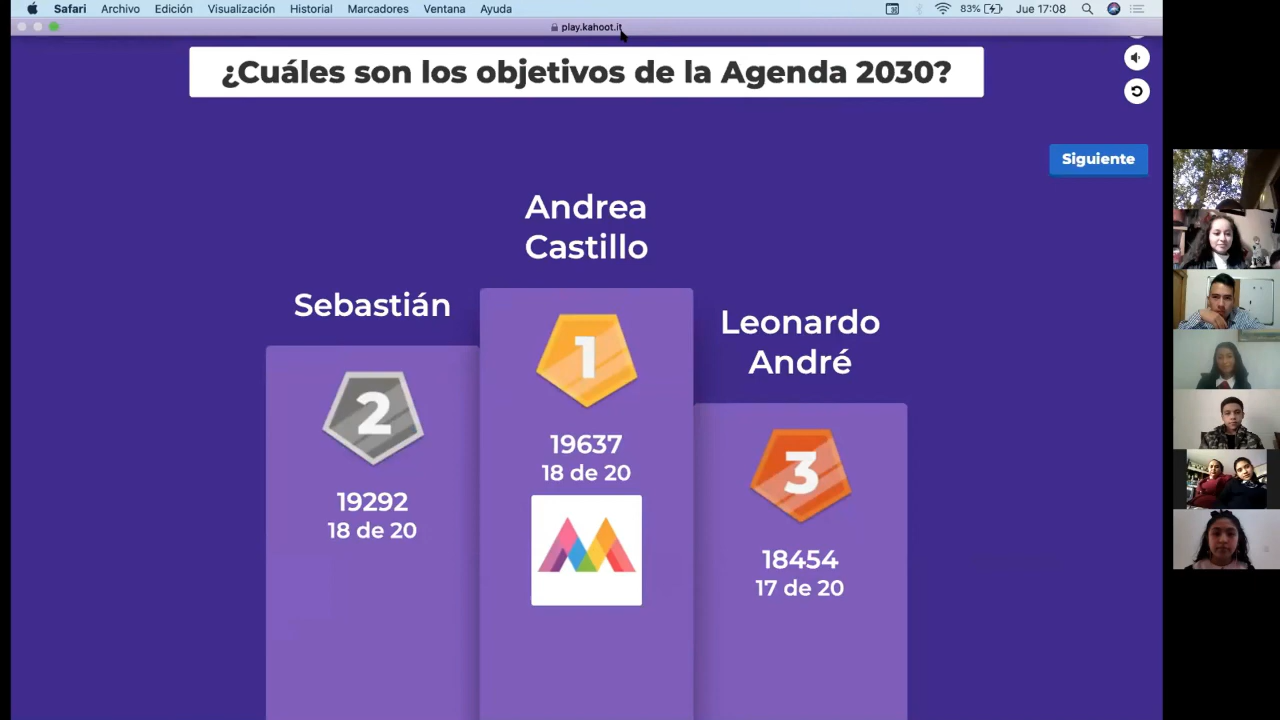 Safari Archivo Edición Visualización Historial Marcadores Ventana Ayuda 83% Jue 17:08
play.kahoot.it
¿Cuáles son los objetivos de la Agenda 2030?
Siguiente
Andrea
Castillo
Sebastián
Leonardo
André
1
2
3
19637
18 de 20
19292
18 de 20
18454
17 de 20